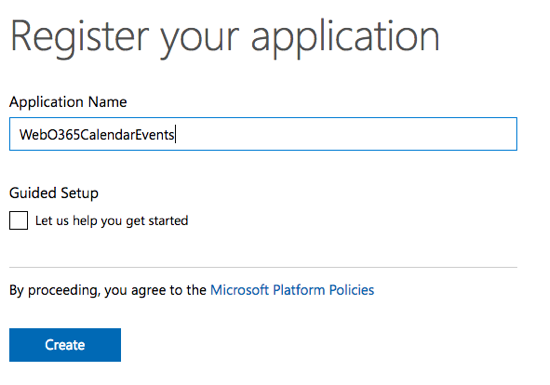 Register your application
Application Name
WebO365CalendarEvents
Guided Setup
Let us help you get started
By proceeding, you agree to the Microsoft Platform Policies
Create